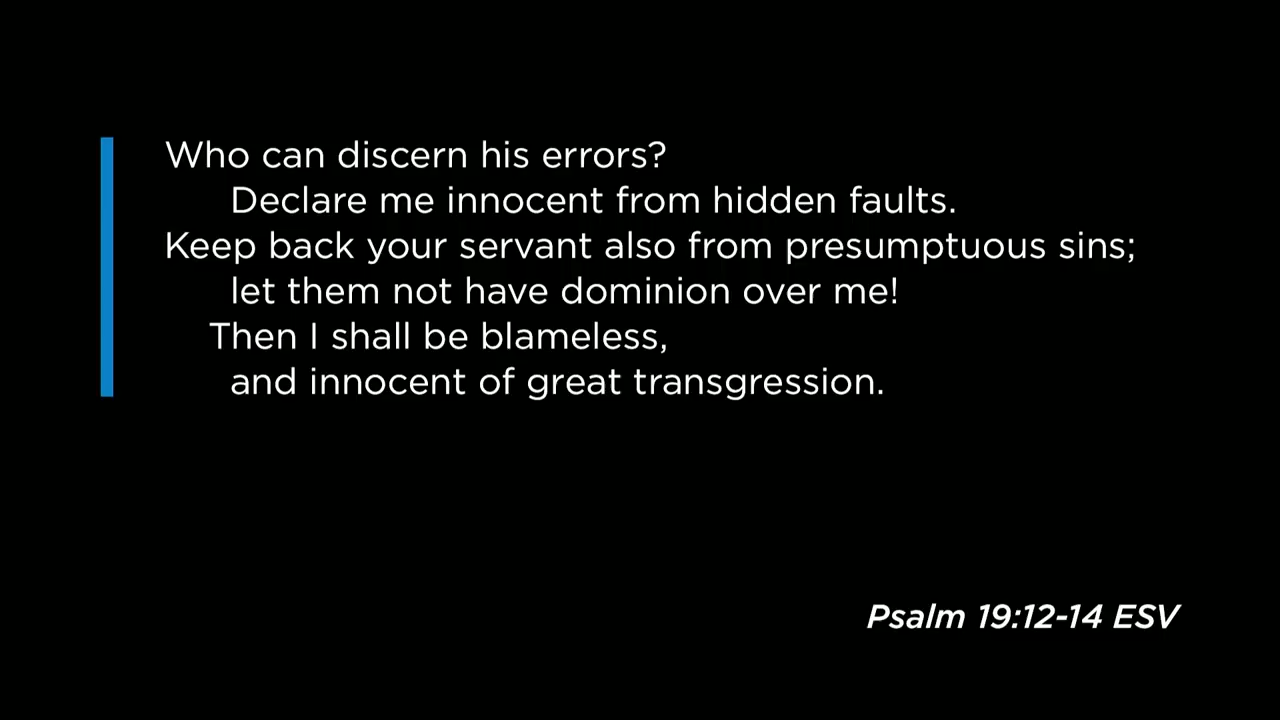 Who can discern his errors?
Declare me innocent from hidden faults.
Keep back your servant also from presumptuous sins;
let them not have dominion over me!
Then I shall be blameless,
and innocent of great transgression.
Psalm 19:12-14 ESV